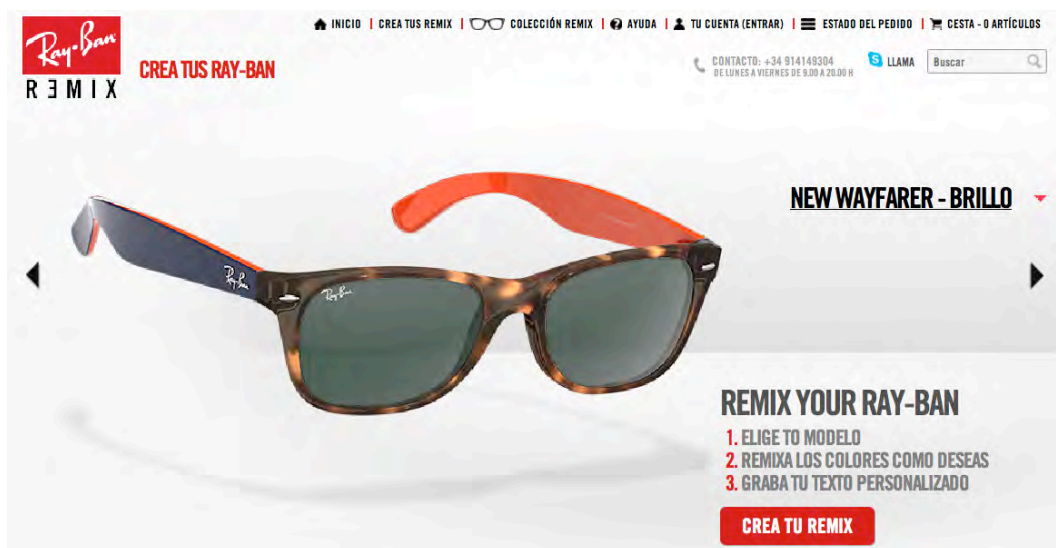 INICIO | CREA TUS REMIX | COLECCIÓN REMIX | AYUDA | TU CUENTA (ENTRAR) | ESTADO DEL PEDIDO | CESTA - 0 ARTÍCULOS
Ray-Ban
RƎMIX
CREA TUS RAY-BAN
CONTACTO: +34 914149304
DE LUNES A VIERNES DE 9.00 A 20.00 H
LLAMA
Buscar
NEW WAYFARER - BRILLO
Ray-Ban
Ray-Ban
REMIX YOUR RAY-BAN
1. ELIGE TO MODELO
2. REMIXA LOS COLORES COMO DESEAS
3. GRABA TU TEXTO PERSONALIZADO
CREA TU REMIX